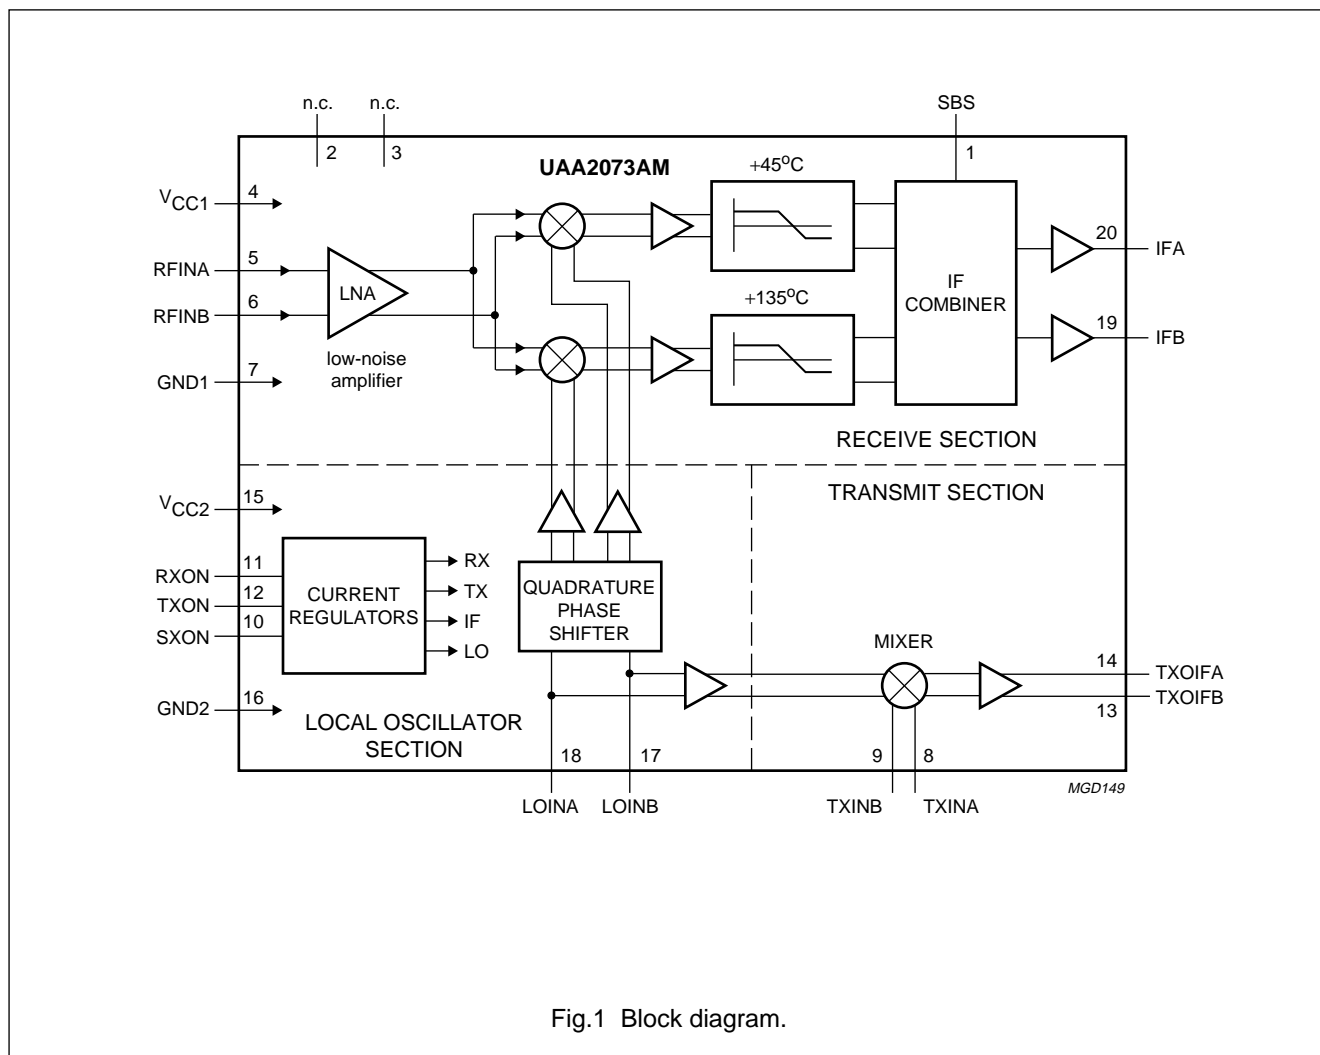 n.c.
n.c.
SBS
2
3
1
UAA2073AM
+45°C
VCC1
4
20
IFA
RFINA
5
LNA
IF
COMBINER
RFINB
6
+135°C
19
IFB
low-noise
amplifier
GND1
7
RECEIVE SECTION
VCC2
15
TRANSMIT SECTION
RXON
11
TXON
12
SXON
10
CURRENT
REGULATORS
RX
TX
IF
LO
QUADRATURE
PHASE
SHIFTER
MIXER
14
TXOIFA
TXOIFB
13
GND2
16
LOCAL OSCILLATOR
SECTION
18
17
9
8
LOINA
LOINB
TXINB
TXINA
MGD149
Fig.1 Block diagram.